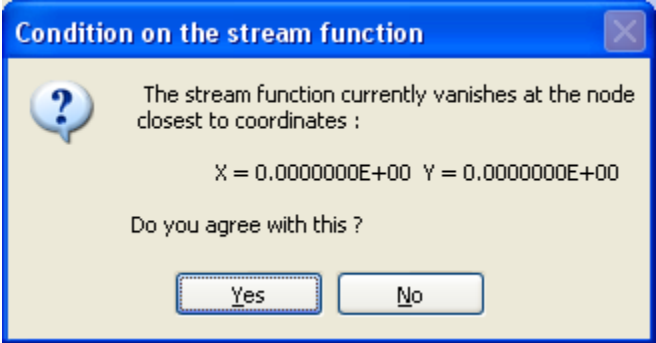 Condition on the stream function
The stream function currently vanishes at the node
closest to coordinates :
X = 0.0000000E+00 Y = 0.0000000E+00
Do you agree with this ?
Yes No